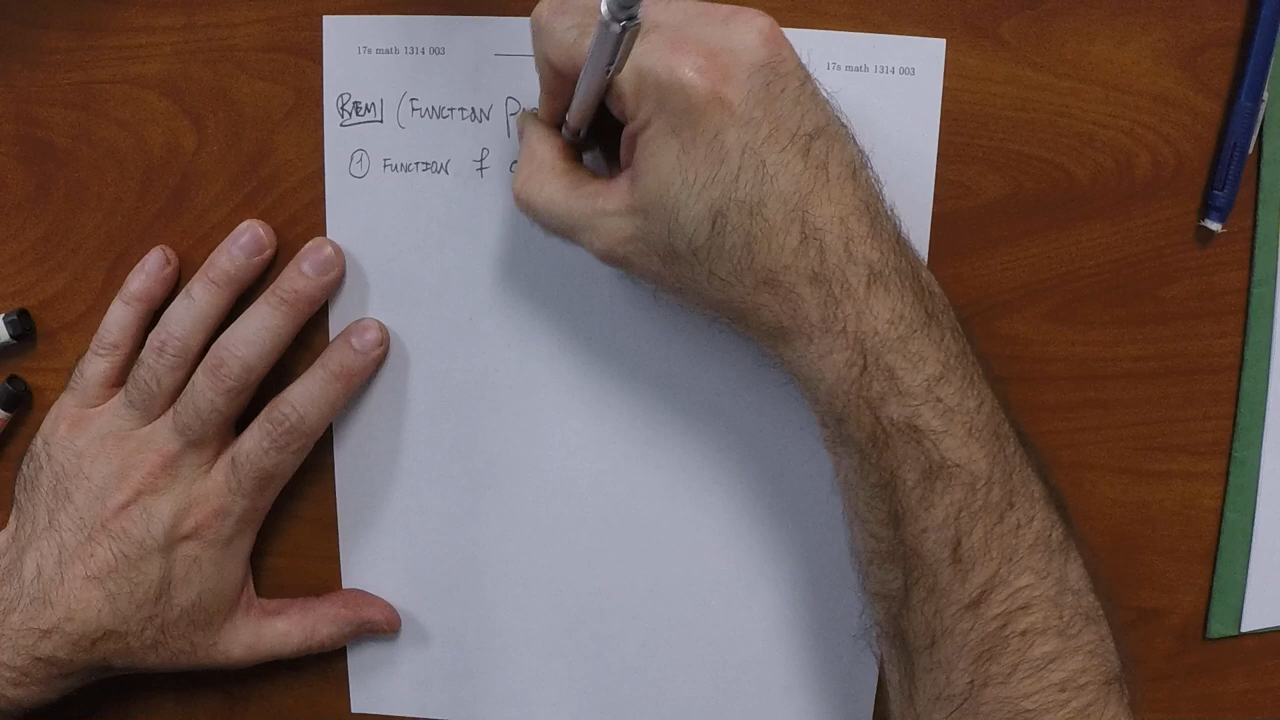 17s math 1314 003
17s math 1314 003
REM (FUNCTION
① FUNCTION f